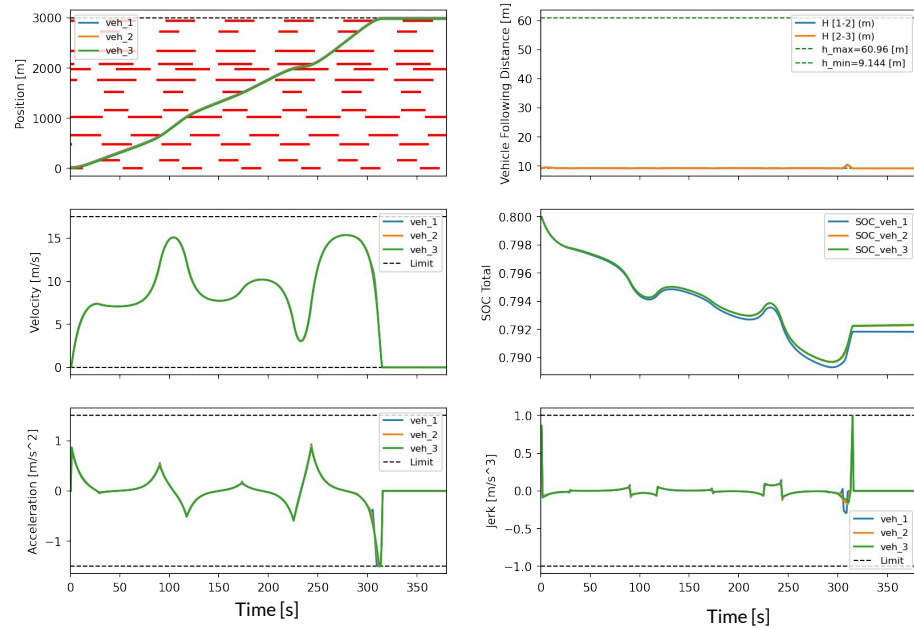 3000
2000
1000
0
Position [m]
veh_1
veh_2
veh_3
60
50
40
30
20
10
Vehicle Following Distance [m]
H [1-2] (m)
H [2-3] (m)
h_max=60.96 [m]
h_min=9.144 [m]
15
10
5
0
Velocity [m/s]
veh_1
veh_2
veh_3
Limit
0.800
0.798
0.796
0.794
0.792
0.790
SOC Total
SOC_veh_1
SOC_veh_2
SOC_veh_3
1
0
−1
Acceleration [m/s^2]
veh_1
veh_2
veh_3
Limit
0 50 100 150 200 250 300 350
Time [s]
1.0
0.5
0.0
−0.5
−1.0
Jerk [m/s^3]
veh_1
veh_2
veh_3
Limit
0 50 100 150 200 250 300 350
Time [s]